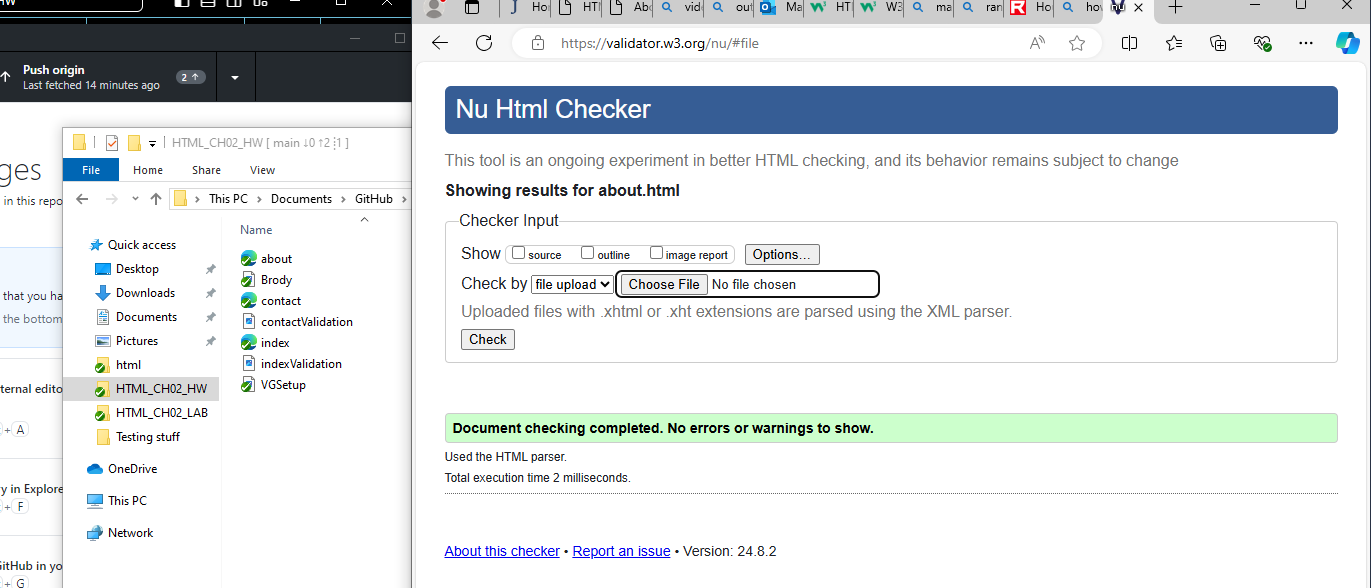 HW
Push origin
Last fetched 14 minutes ago
2 ↑
ges
in this repo
that you ha
the bottom
ternal edito
+ A
ry in Explore
+ F
GitHub in yo
+ G
HTML_CH02_HW [ main ↓0 ↑2 ¦1 ]
File Home Share View
This PC > Documents > GitHub >
Quick access
Desktop
Downloads
Documents
Pictures
html
HTML_CH02_HW
HTML_CH02_LAB
Testing stuff
OneDrive
This PC
Network
Name
about
Brody
contact
contactValidation
index
indexValidation
VGSetup
J Ho HTI Abo vid out Ma HT W3 ma ran Ho ho nu
https://validator.w3.org/nu/#file
Nu Html Checker
This tool is an ongoing experiment in better HTML checking, and its behavior remains subject to change
Showing results for about.html
Checker Input
Show source outline image report Options...
Check by file upload Choose File No file chosen
Uploaded files with .xhtml or .xht extensions are parsed using the XML parser.
Check
Document checking completed. No errors or warnings to show.
Used the HTML parser.
Total execution time 2 milliseconds.
About this checker • Report an issue • Version: 24.8.2